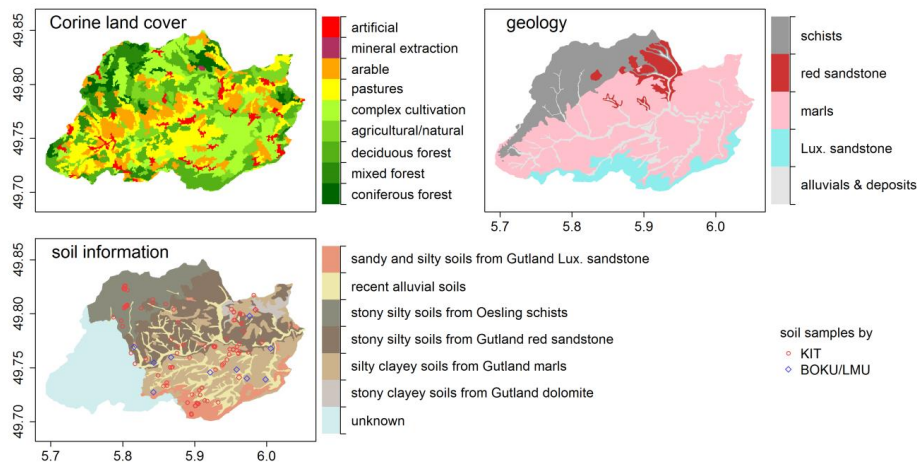 Corine land cover
49.85
49.80
49.75
49.70
artificial
mineral extraction
arable
pastures
complex cultivation
agricultural/natural
deciduous forest
mixed forest
coniferous forest
geology
schists
red sandstone
marls
Lux. sandstone
alluvials & deposits
5.7 5.8 5.9 6.0
soil information
49.85
49.80
49.75
49.70
sandy and silty soils from Gutland Lux. sandstone
recent alluvial soils
stony silty soils from Oesling schists
stony silty soils from Gutland red sandstone
silty clayey soils from Gutland marls
stony clayey soils from Gutland dolomite
unknown
5.7 5.8 5.9 6.0
soil samples by
KIT
BOKU/LMU